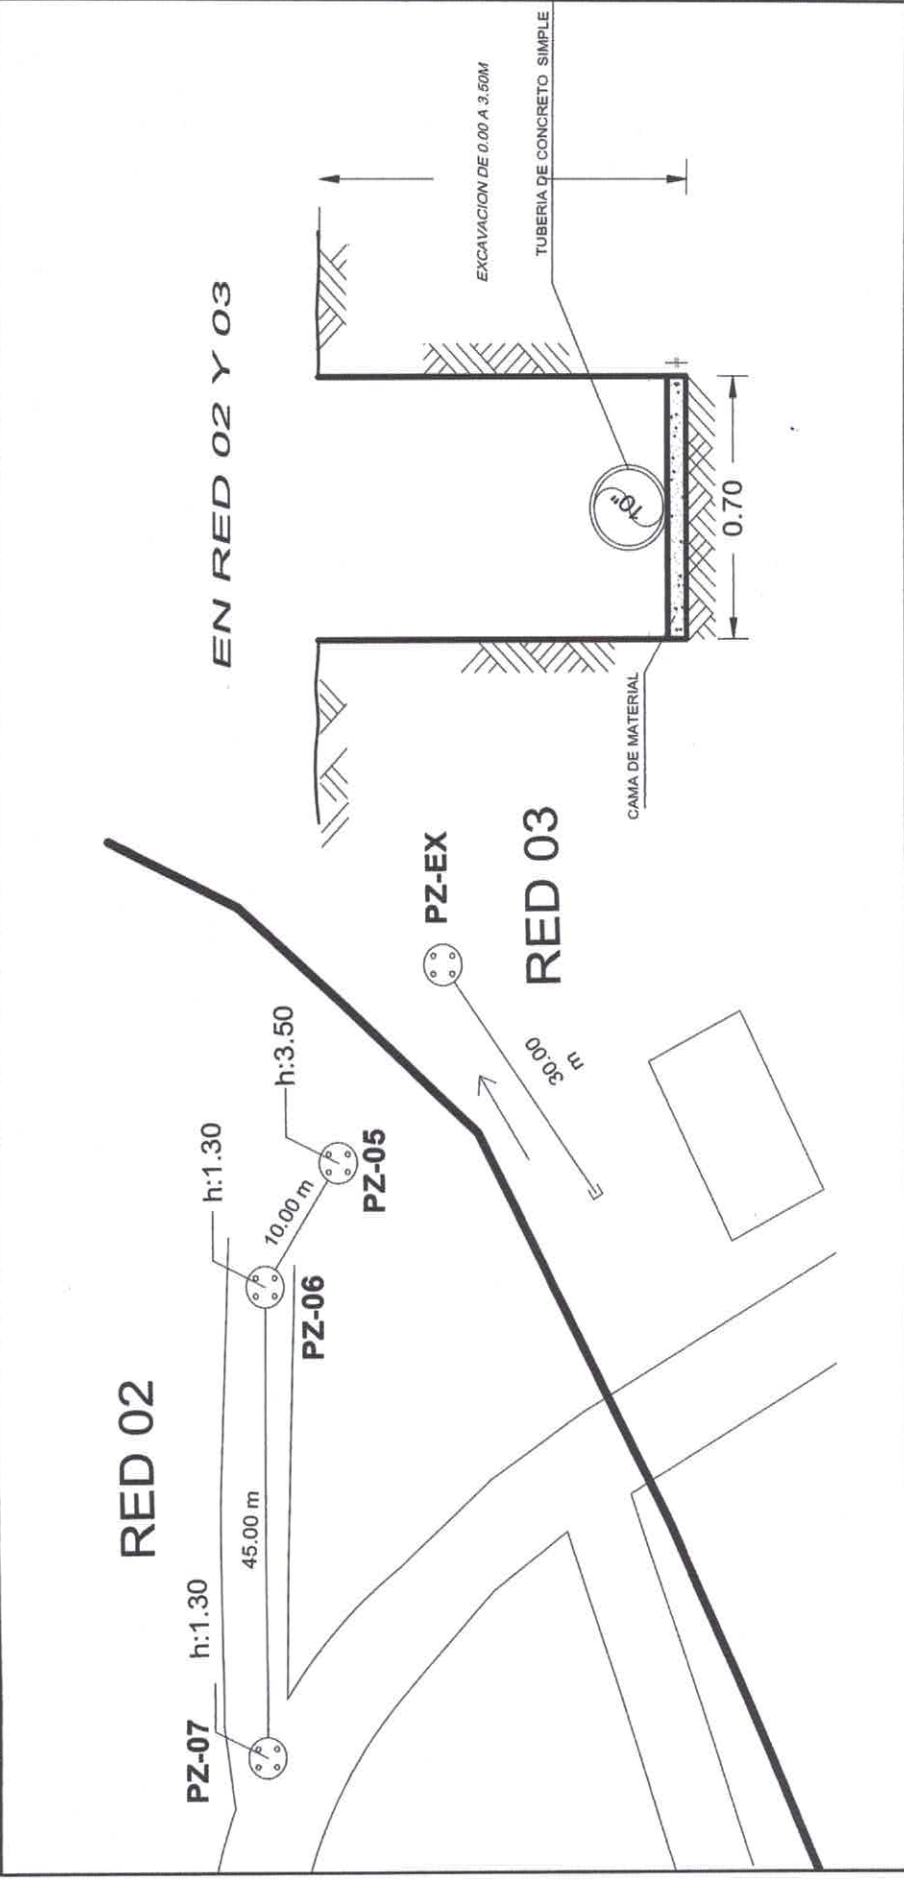 RED 02
PZ-07
h:1.30
45.00 m
h:1.30
PZ-06
10.00 m
h:3.50
PZ-05
PZ-EX
30.00
m
RED 03
EN RED 02 Y 03
EXCAVACION DE 0.00 A 3.50M
TUBERIA DE CONCRETO SIMPLE
10"
CAMA DE MATERIAL
0.70